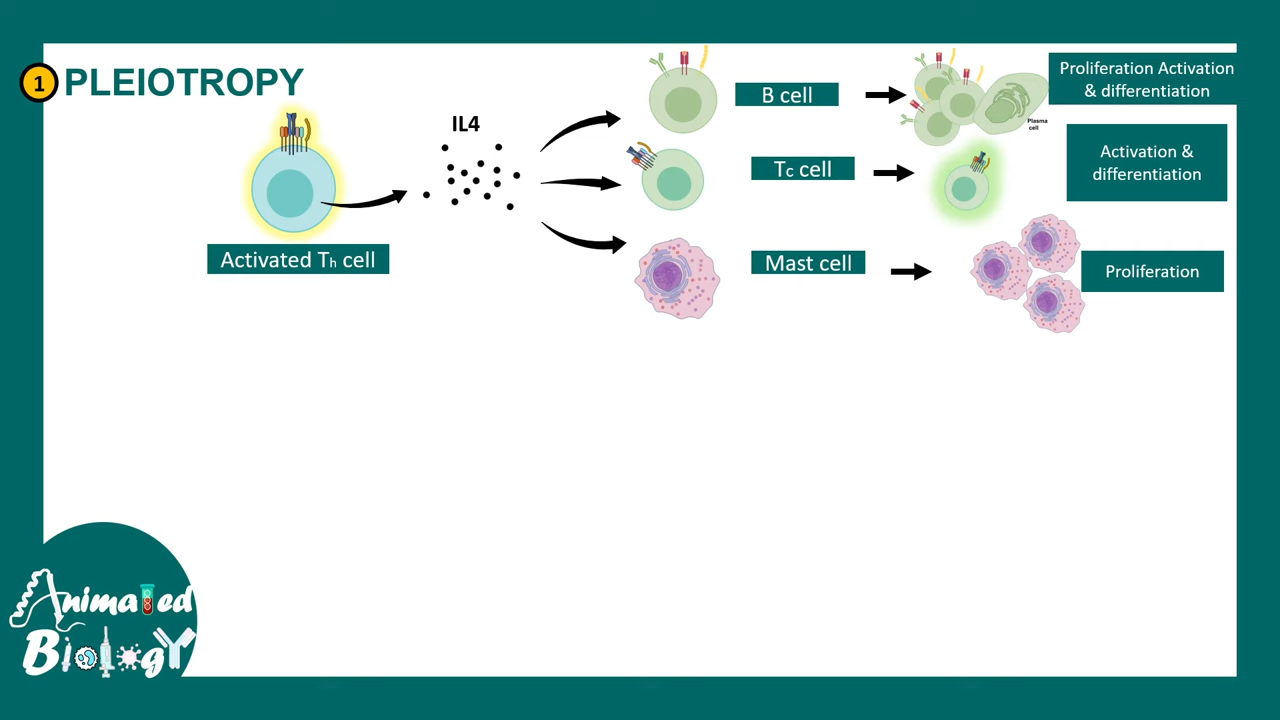 1 PLEIOTROPY
IL4
Activated Th cell
B cell
Plasma
cell
Proliferation Activation
& differentiation
Tc cell
Activation &
differentiation
Mast cell
Proliferation
Animated
Biology